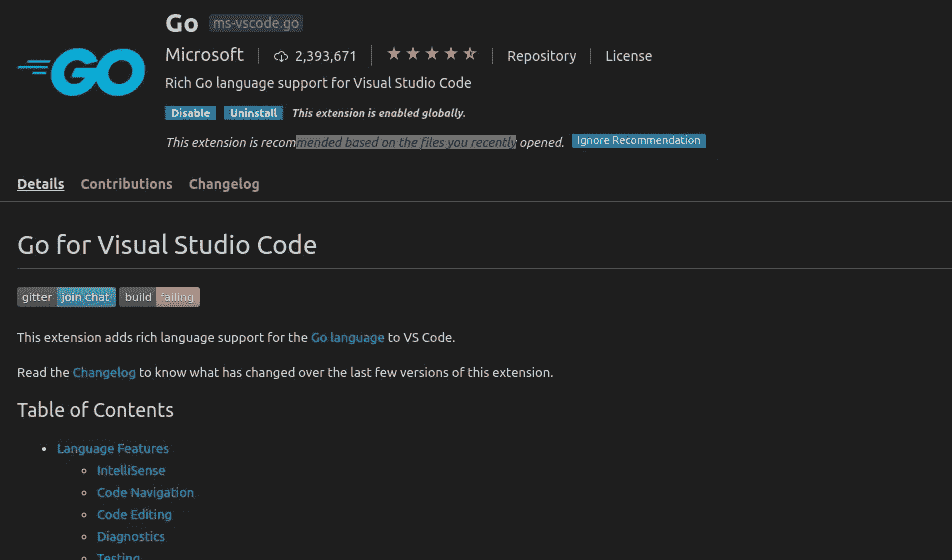 Go ms-vscode.go
GO
Microsoft 2,393,671 Repository License
Rich Go language support for Visual Studio Code
Disable Uninstall This extension is enabled globally.
This extension is recommended based on the files you recently opened. Ignore Recommendation
Details Contributions Changelog
Go for Visual Studio Code
gitter join chat build failing
This extension adds rich language support for the Go language to VS Code.
Read the Changelog to know what has changed over the last few versions of this extension.
Table of Contents
Language Features
IntelliSense
Code Navigation
Code Editing
Diagnostics
Testing